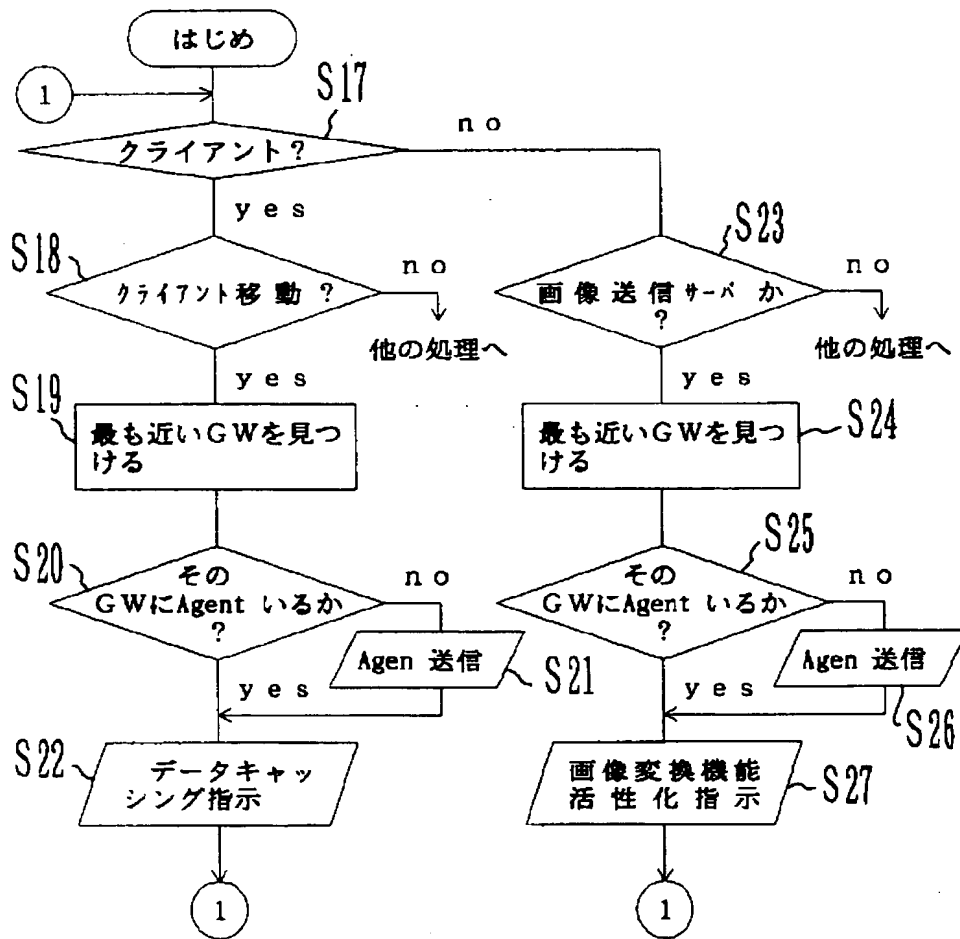 はじめ
1
S17
クライアント?
no
yes
S18
クライアント移動?
no
他の処理へ
yes
S19
最も近いGWを見つ
ける
S20
その
GWにAgent いるか
?
no
Agen 送信
S21
yes
S22
データキャッ
シング指示
1
S23
画像送信サーバか
?
no
他の処理へ
yes
S24
最も近いGWを見つ
ける
S25
その
GWにAgent いるか
?
no
Agen 送信
S26
yes
画像変換機能
活性化指示
S27
1